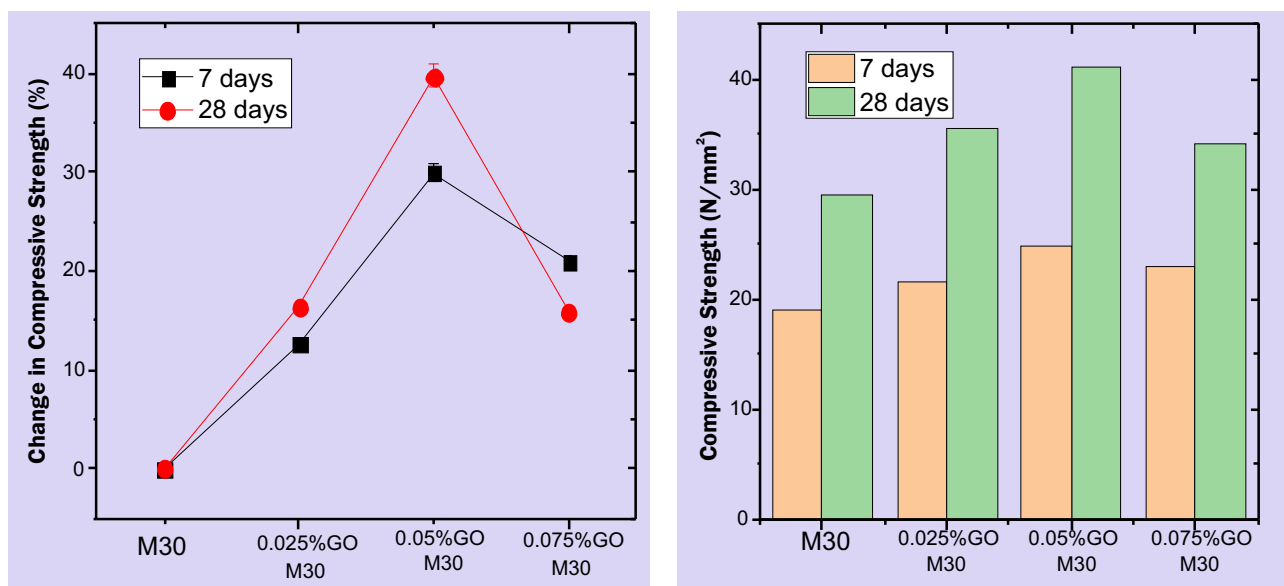 Change in Compressive Strength (%)
40
30
20
10
0
7 days
28 days
M30
0.025%GO
M30
0.05%GO
M30
0.075%GO
M30
Compressive Strength (N/mm²)
40
30
20
10
0
7 days
28 days
M30
0.025%GO
M30
0.05%GO
M30
0.075%GO
M30